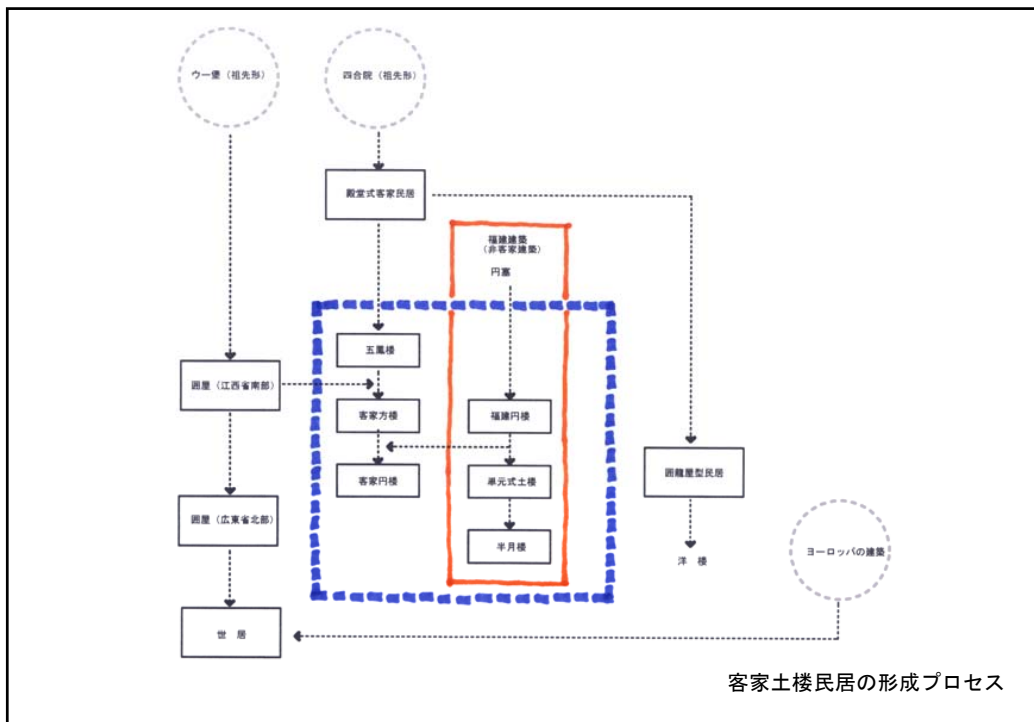 ウー堡（祖先形）
四合院（祖先形）
殿堂式客家民居
福建建築
（非客家建築）
円寨
五鳳楼
囲屋（江西省南部）
客家方楼
福建円楼
客家円楼
単元式土楼
囲龍屋型民居
囲屋（広東省北部）
半月楼
洋 楼
ヨーロッパの建築
世 居
客家土楼民居の形成プロセス